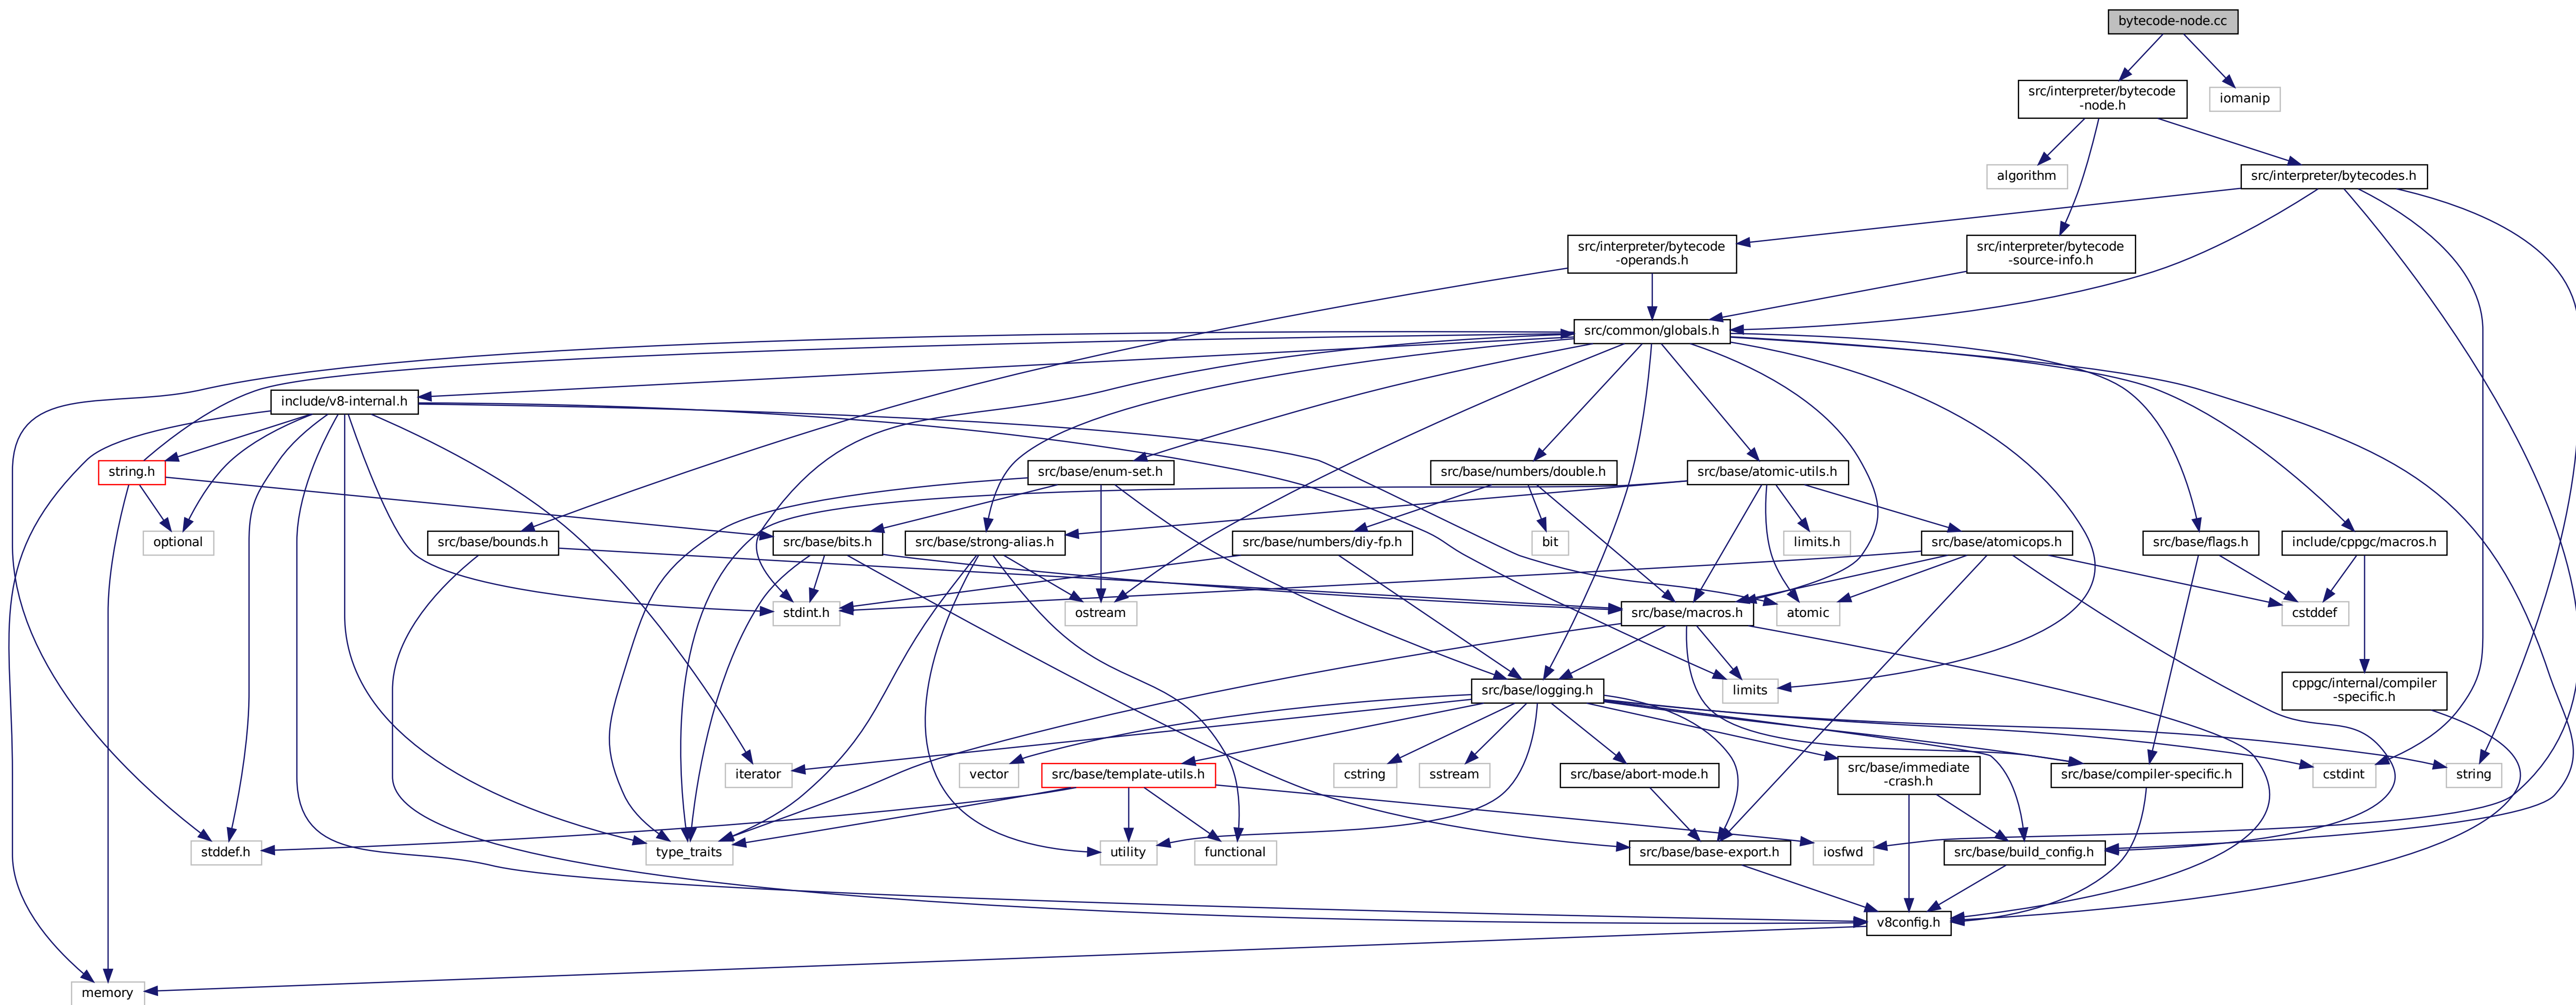 bytecode-node.cc
src/interpreter/bytecode
-node.h
iomanip
algorithm
src/interpreter/bytecodes.h
src/interpreter/bytecode
-operands.h
src/interpreter/bytecode
-source-info.h
src/common/globals.h
include/v8-internal.h
string.h
src/base/enum-set.h
src/base/numbers/double.h
src/base/atomic-utils.h
optional
src/base/bounds.h
src/base/bits.h
src/base/strong-alias.h
src/base/numbers/diy-fp.h
bit
limits.h
src/base/atomicops.h
src/base/flags.h
include/cppgc/macros.h
stdint.h
ostream
src/base/macros.h
atomic
cstddef
src/base/logging.h
limits
cppgc/internal/compiler
-specific.h
iterator
vector
src/base/template-utils.h
cstring
sstream
src/base/abort-mode.h
src/base/immediate
-crash.h
src/base/compiler-specific.h
cstdint
string
stddef.h
type_traits
utility
functional
src/base/base-export.h
iosfwd
src/base/build_config.h
v8config.h
memory